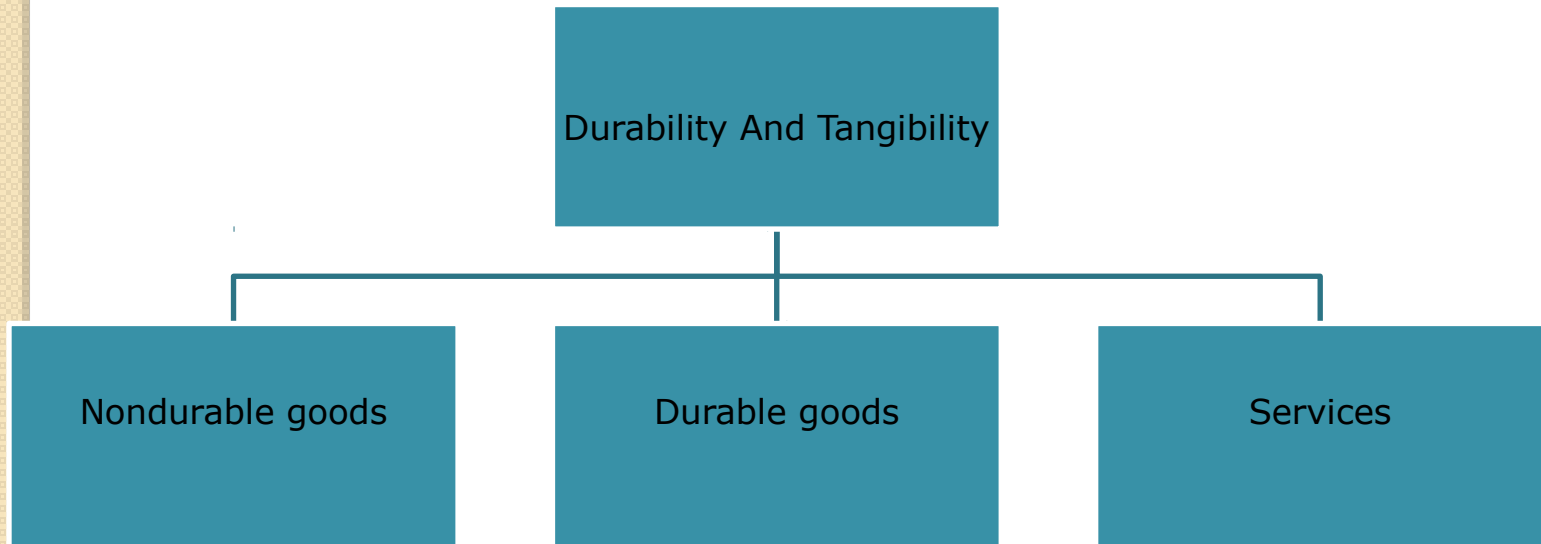 Durability And Tangibility
Nondurable goods
Durable goods
Services